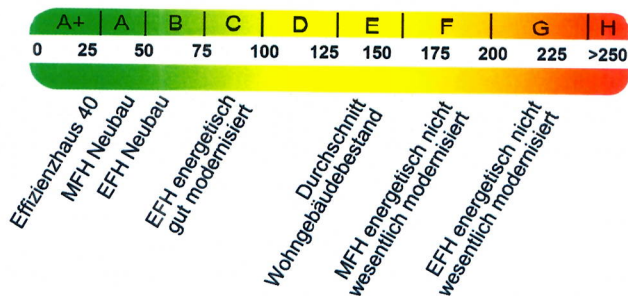 A+ A B C D E F G H
0 25 50 75 100 125 150 175 200 225 >250
Effizienzhaus 40
MFH Neubau
EFH Neubau
EFH energetisch
gut modernisiert
Durchschnitt
Wohngebäudebestand
MFH energetisch nicht
wesentlich modernisiert
EFH energetisch nicht
wesentlich modernisiert